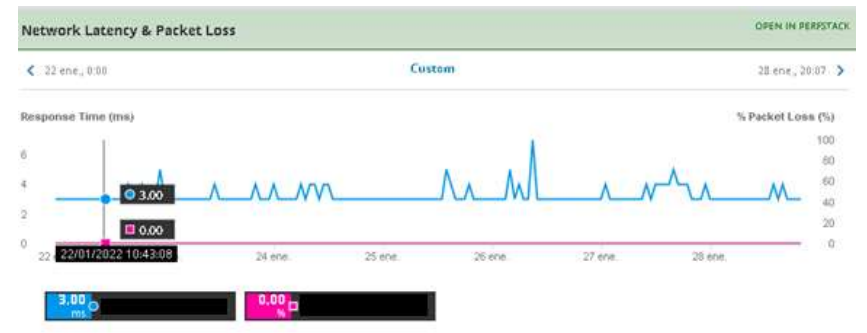 Network Latency & Packet Loss
OPEN IN PERFSTACK
22 ene., 0:00
Custom
28 ene., 20:07
Response Time (ms)
% Packet Loss (%)
6
4
2
0
100
80
60
40
20
0
3.00
0.00
22
22/01/2022 10:43:08
24 ene.
25 ene.
26 ene.
27 ene.
28 ene.
3.00
ms
0.00
%